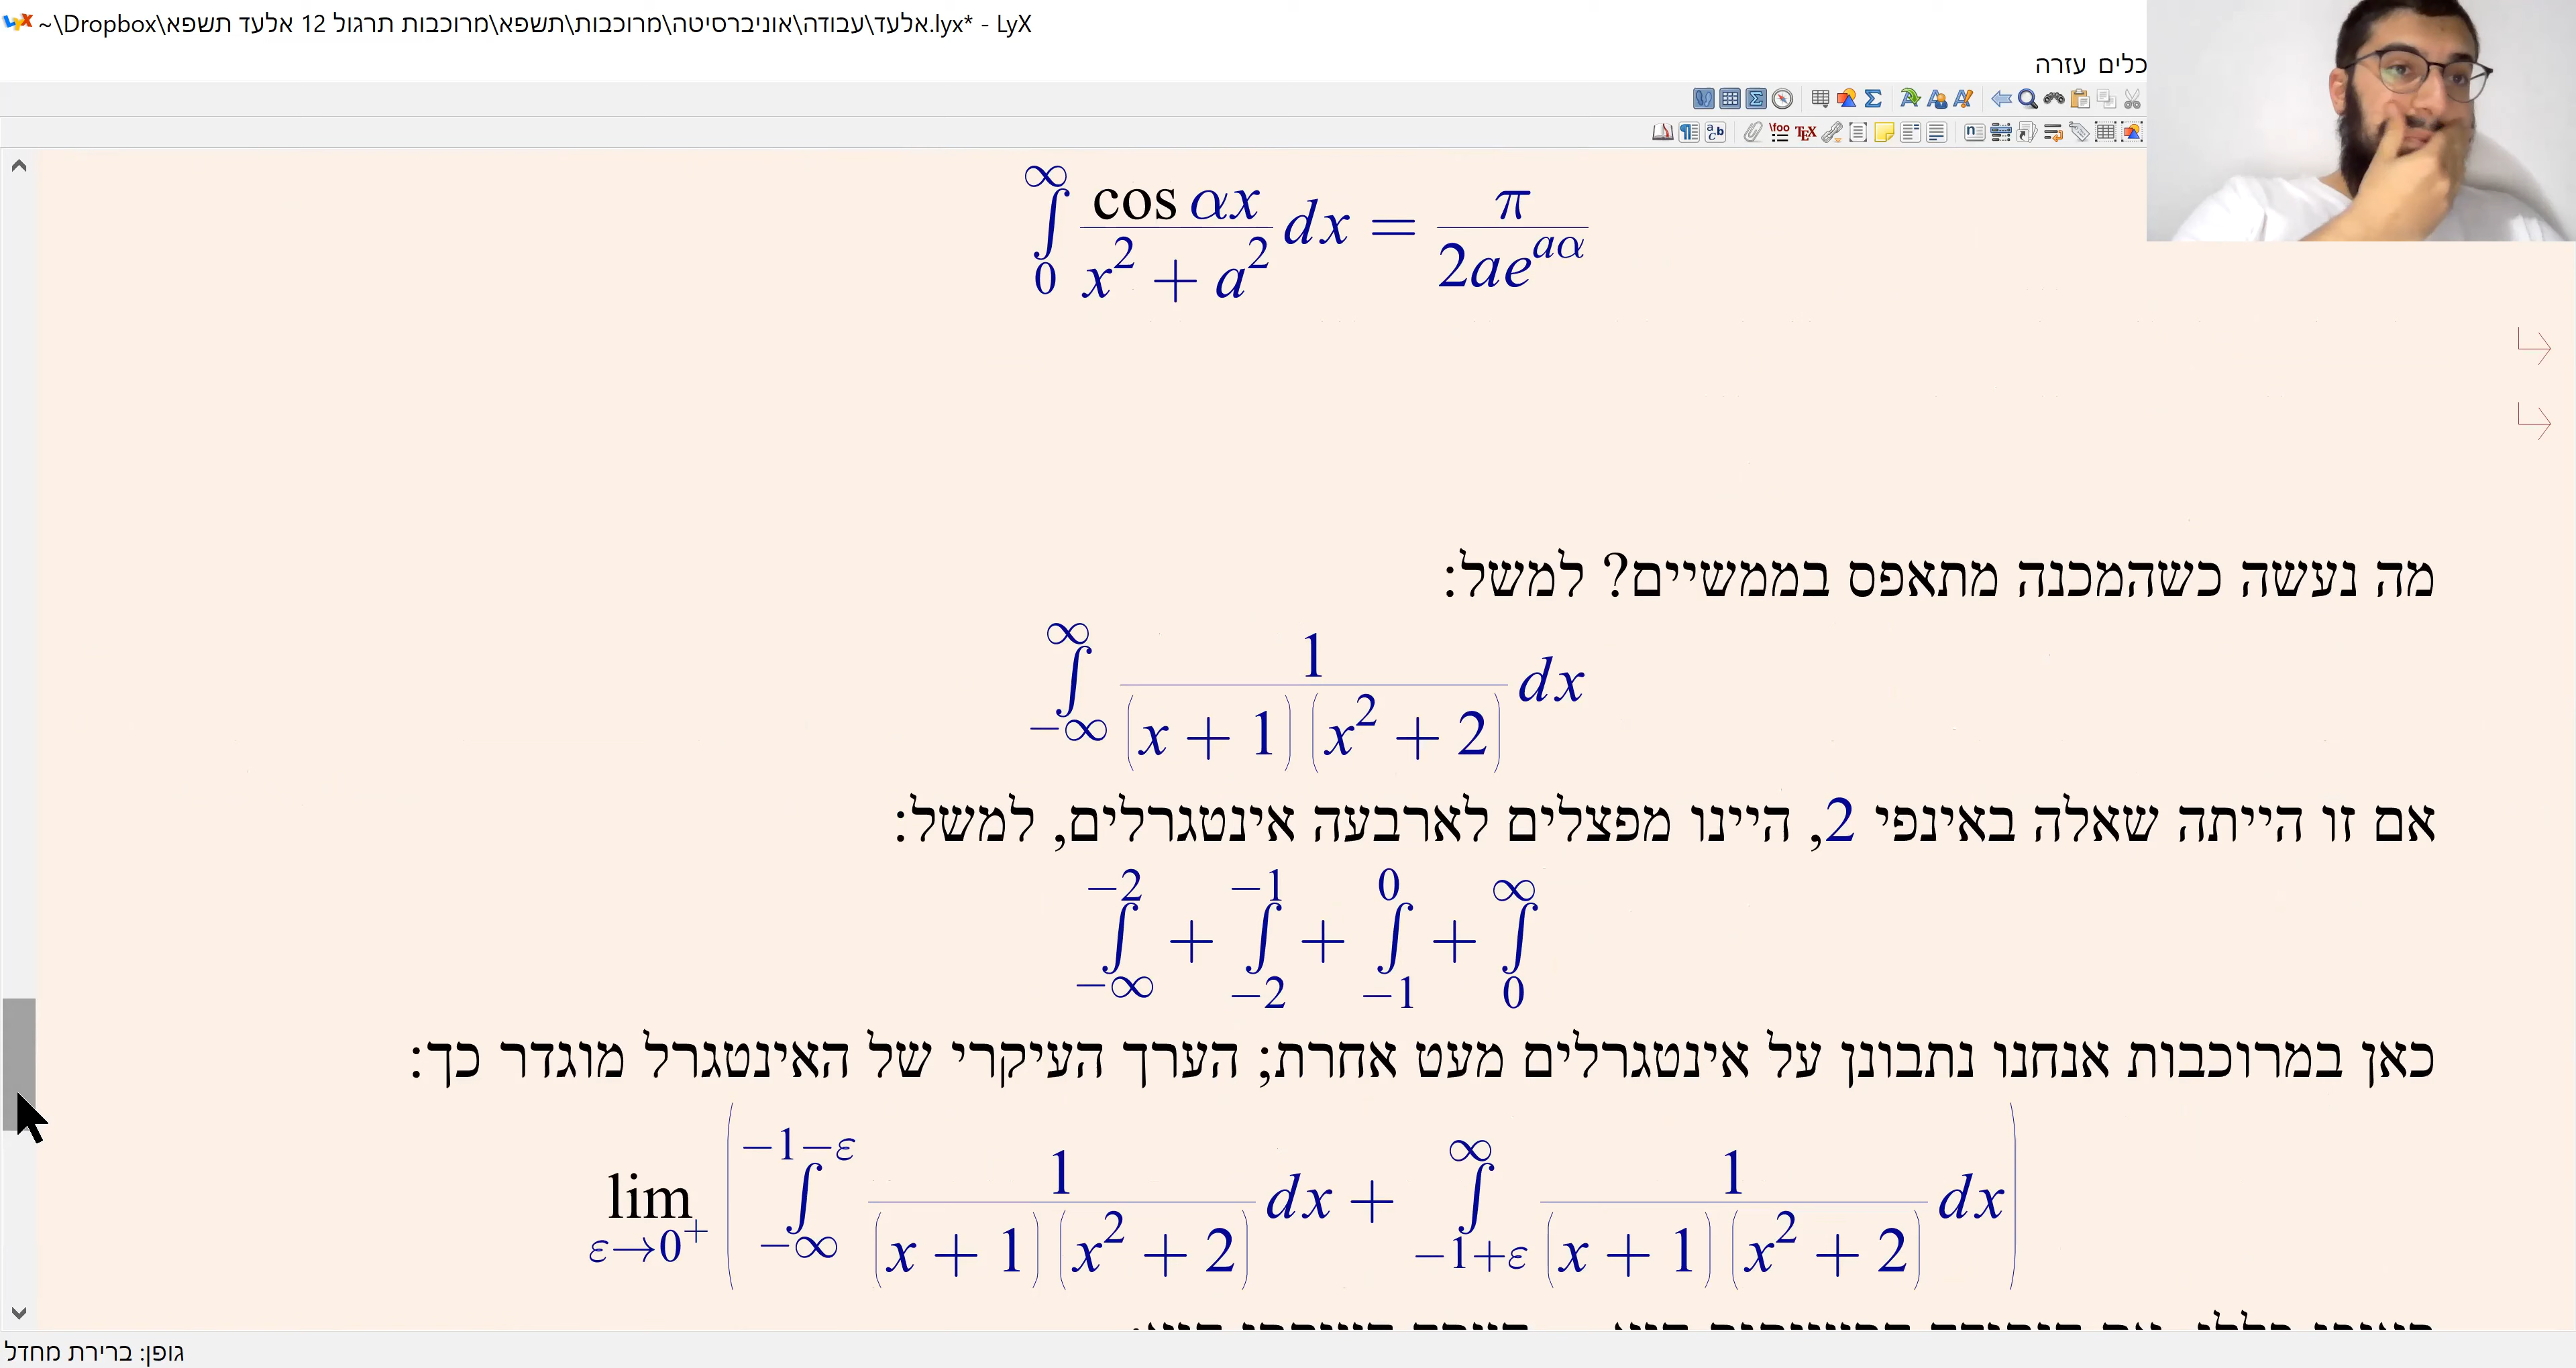 ~\Dropbox\אלעד\עבודה\אוניברסיטה\מרוכבות\תשפא\מרוכבות תרגול 12 אלעד תשפא.lyx* - LyX
כלים עזרה
∫_0^∞ cos αx / (x^2 + a^2) dx = π / (2ae^{aα})
מה נעשה כשהמכנה מתאפס בממשיים? למשל:
∫_{-∞}^∞ 1 / ((x + 1)(x^2 + 2)) dx
אם זו הייתה שאלה באינפי 2, היינו מפצלים לארבעה אינטגרלים, למשל:
∫_{-∞}^{-2} + ∫_{-2}^{-1} + ∫_{-1}^0 + ∫_0^∞
כאן במרוכבות אנחנו נתבונן על אינטגרלים מעט אחרת; הערך העיקרי של האינטגרל מוגדר כך:
lim_{ε→0^+} (∫_{-∞}^{-1-ε} 1 / ((x + 1)(x^2 + 2)) dx + ∫_{-1+ε}^∞ 1 / ((x + 1)(x^2 + 2)) dx)
גופן: ברירת מחדל